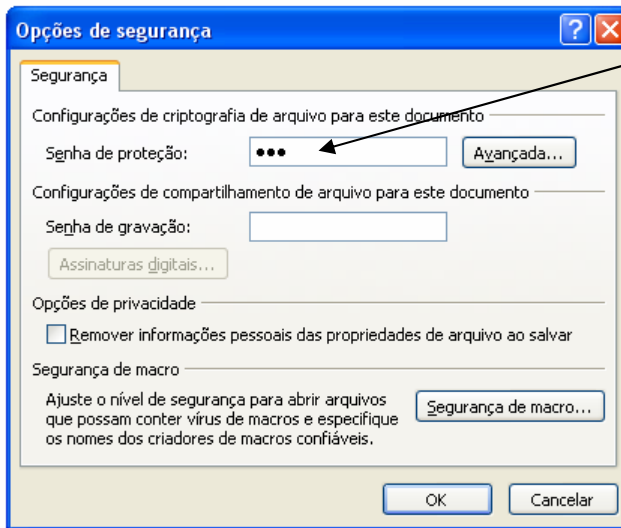 Opções de segurança
Segurança
Configurações de criptografia de arquivo para este documento
Senha de proteção: ●●● Avançada...
Configurações de compartilhamento de arquivo para este documento
Senha de gravação:
Assinaturas digitais...
Opções de privacidade
Remover informações pessoais das propriedades de arquivo ao salvar
Segurança de macro
Ajuste o nível de segurança para abrir arquivos
que possam conter vírus de macros e especifique
os nomes dos criadores de macros confiáveis.
Segurança de macro...
OK Cancelar